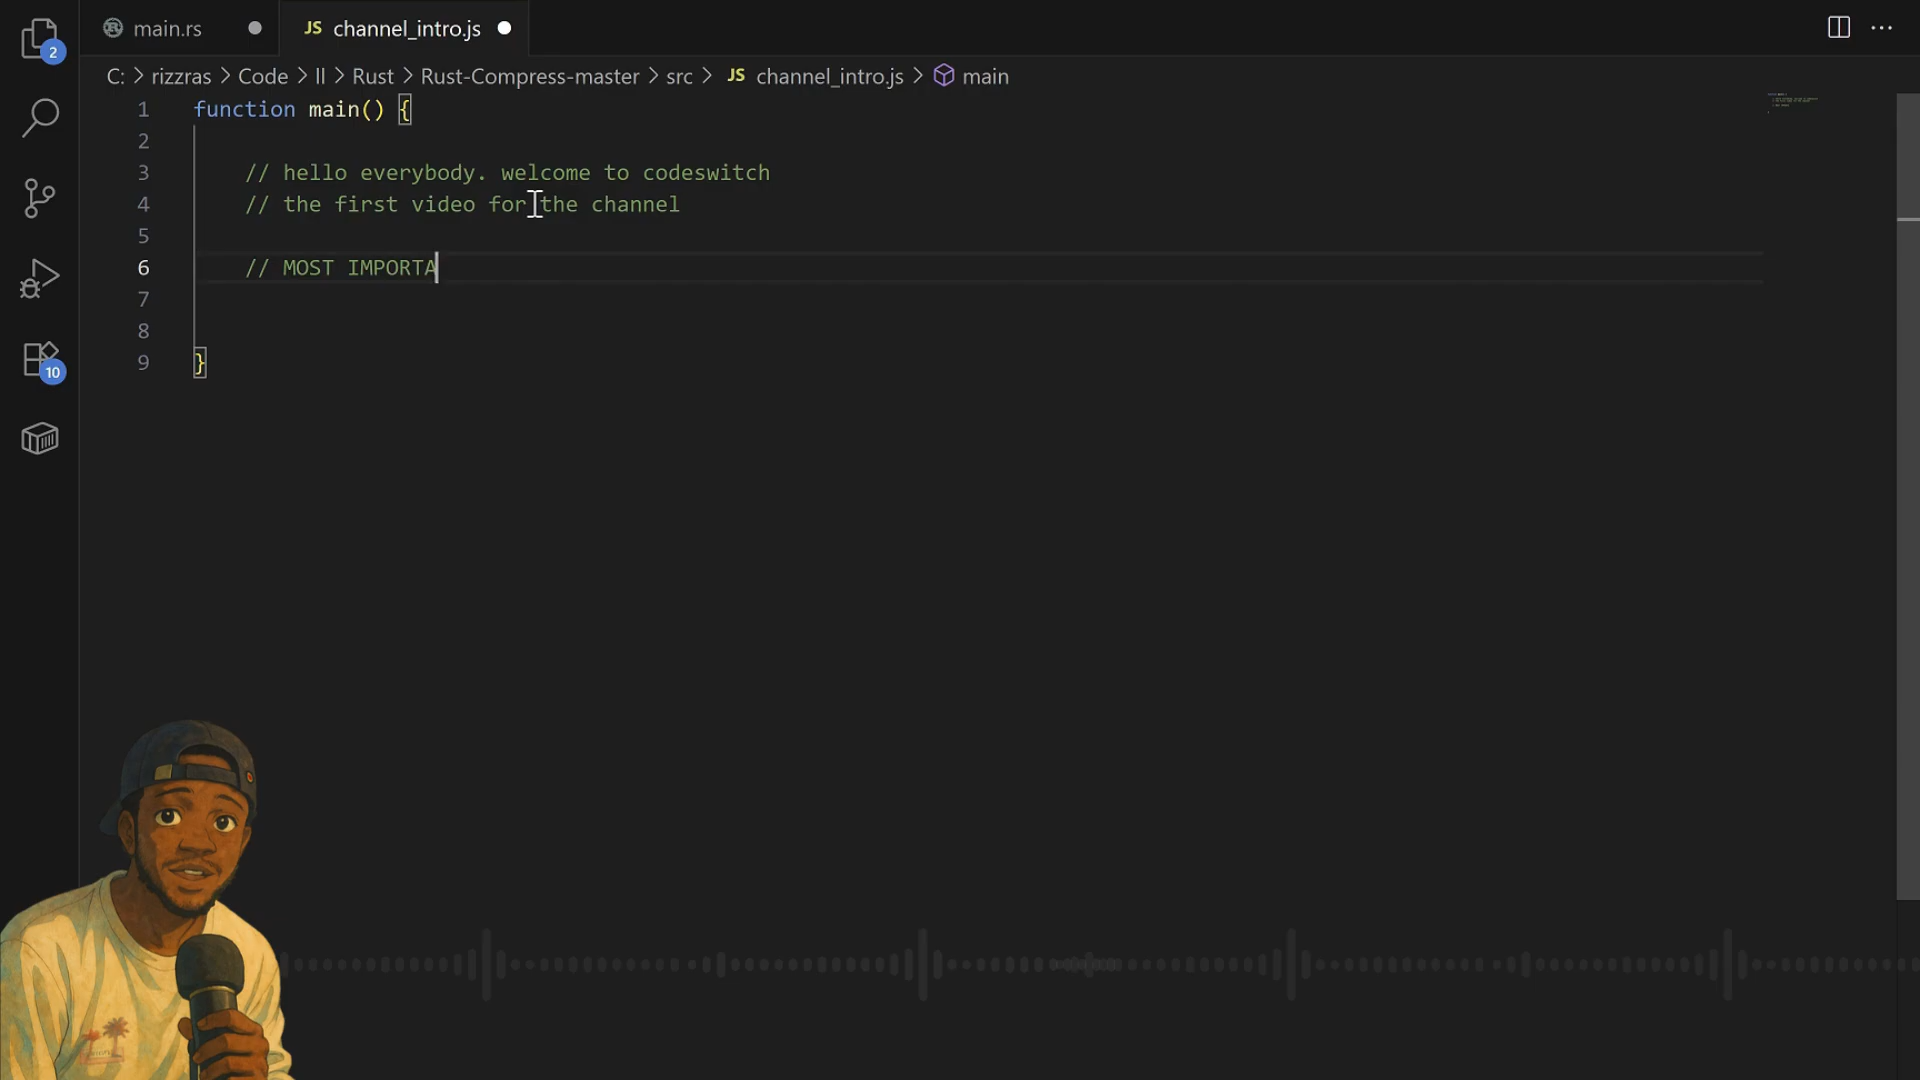 main.rs
JS channel_intro.js
C: > rizzras > Code > ll > Rust > Rust-Compress-master > src > JS channel_intro.js > main
1 function main() {
2
3 // hello everybody. welcome to codeswitch
4 // the first video for the channel
5
6 // MOST IMPORTA
7
8
9 }
2
10